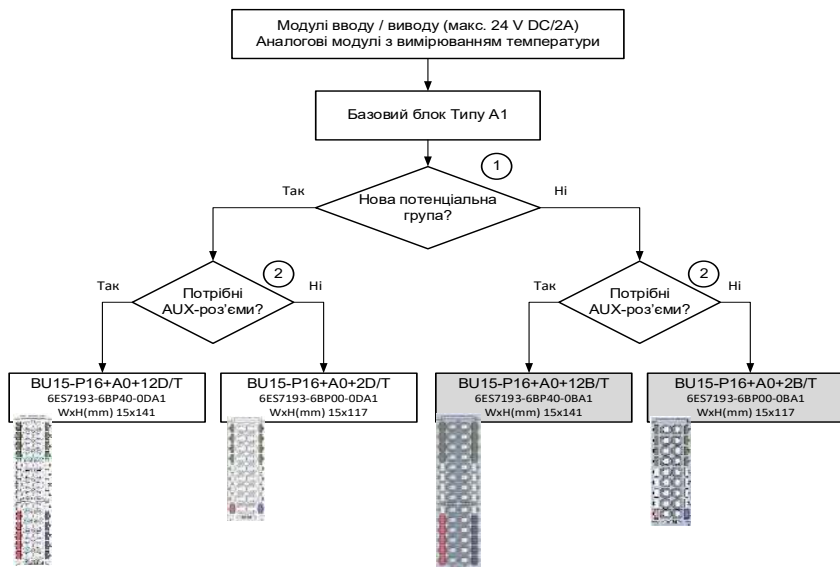 Модулі вводу / виводу (макс. 24 V DC/2A)
Аналогові модулі з вимірюванням температури
Базовий блок Типу А1
1
Так
Нова потенціальна
група?
Ні
2
Так
Потрібні
AUX-роз'єми?
Ні
2
Так
Потрібні
AUX-роз'єми?
Ні
BU15-P16+A0+12D/T
6ES7193-6BP40-0DA1
WxH(mm) 15x141
BU15-P16+A0+2D/T
6ES7193-6BP00-0DA1
WxH(mm) 15x117
BU15-P16+A0+12B/T
6ES7193-6BP40-0BA1
WxH(mm) 15x141
BU15-P16+A0+2B/T
6ES7193-6BP00-0BA1
WxH(mm) 15x117